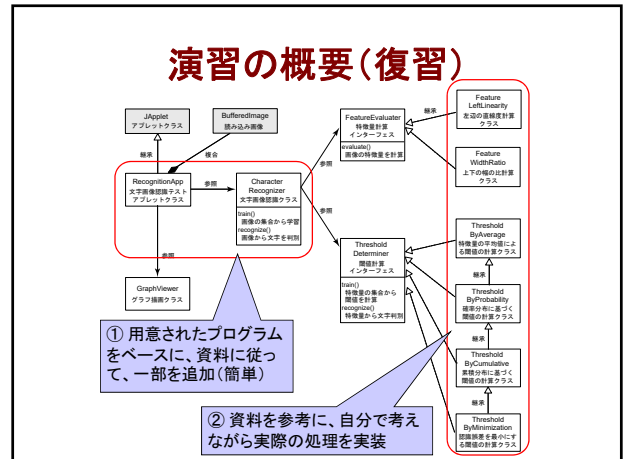 演習の概要(復習)
JApplet
アプレットクラス
BufferedImage
読み込み画像
継承
複合
RecognitionApp
文字画像認識テスト
アプレットクラス
参照
Character
Recognizer
文字画像認識クラス
train()
画像の集合から学習
recognize()
画像から文字を判別
参照
GraphViewer
グラフ描画クラス
参照
FeatureEvaluater
特徴量計算
インターフェース
evaluate()
画像の特徴量を計算
参照
Threshold
Determiner
閾値計算
インターフェース
train()
特徴量の集合から
閾値を計算
recognize()
特徴量から文字判別
継承
Feature
LeftLinearity
左辺の直線度計算
クラス
Feature
WidthRatio
上下の幅の比計算
クラス
Threshold
ByAverage
特徴量の平均値によ
る閾値の計算クラス
継承
Threshold
ByProbability
確率分布に基づく
閾値の計算クラス
継承
Threshold
ByCumulative
累積分布に基づく
閾値の計算クラス
継承
Threshold
ByMinimization
認識誤差を最小にす
る閾値の計算クラス
① 用意されたプログラム
をベースに、資料に従っ
て、一部を追加(簡単)
② 資料を参考に、自分で考え
ながら実際の処理を実装